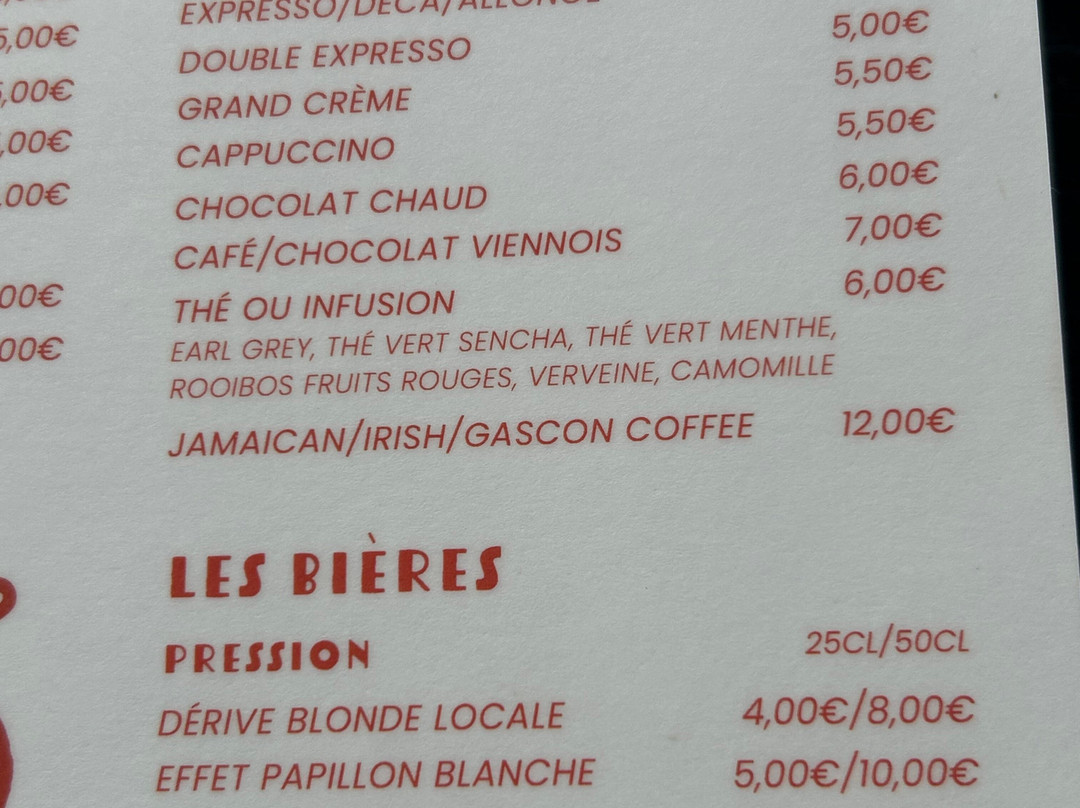 EXPRESSO/DÉCA/ALLONGÉ
DOUBLE EXPRESSO 5,00€
GRAND CRÈME 5,50€
CAPPUCCINO 5,50€
CHOCOLAT CHAUD 6,00€
CAFÉ/CHOCOLAT VIENNOIS 7,00€
THÉ OU INFUSION 6,00€
EARL GREY, THÉ VERT SENCHA, THÉ VERT MENTHE,
ROOIBOS FRUITS ROUGES, VERVEINE, CAMOMILLE
JAMAICAN/IRISH/GASCON COFFEE 12,00€
LES BIÈRES
PRESSION 25CL/50CL
DÉRIVE BLONDE LOCALE 4,00€/8,00€
EFFET PAPILLON BLANCHE 5,00€/10,00€